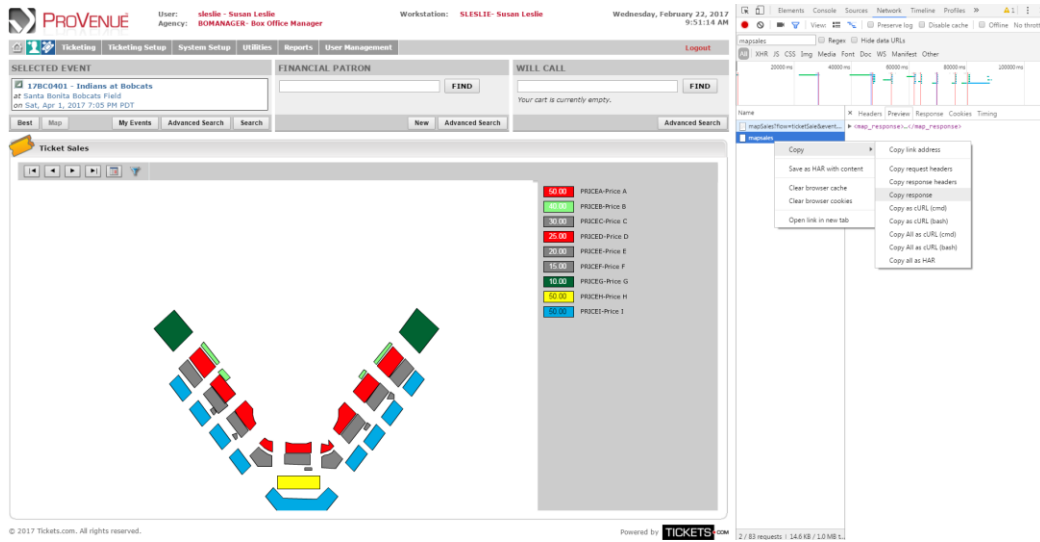 PROVENUE
User: sleslie - Susan Leslie
Agency: BOMANAGER- Box Office Manager
Workstation: SLESLIE- Susan Leslie
Wednesday, February 22, 2017
9:51:14 AM
Ticketing Ticketing Setup System Setup Utilities Reports User Management Logout
SELECTED EVENT
17BC0401 - Indians at Bobcats
at Santa Bonita Bobcats Field
on Sat, Apr 1, 2017 7:05 PM PDT
Best Map My Events Advanced Search Search
FINANCIAL PATRON
FIND
New Advanced Search
WILL CALL
FIND
Your cart is currently empty.
Advanced Search
Ticket Sales
50.00 PRICEA-Price A
40.00 PRICEB-Price B
30.00 PRICEC-Price C
25.00 PRICED-Price D
20.00 PRICEE-Price E
15.00 PRICEF-Price F
10.00 PRICEG-Price G
50.00 PRICEH-Price H
50.00 PRICEI-Price I
© 2017 Tickets.com. All rights reserved.
Powered by TICKETS.COM
Elements Console Sources Network Timeline Profiles » 1
View: Preserve log Disable cache Offline No thrott
mapsales Regex Hide data URLs
All XHR JS CSS Img Media Font Doc WS Manifest Other
20000 ms 40000 ms 60000 ms 80000 ms 100000 ms
Name × Headers Preview Response Cookies Timing
mapSales?flow=ticketSale&event...
<map_response>…</map_response>
mapsales
Copy
Save as HAR with content
Clear browser cache
Clear browser cookies
Open link in new tab
Copy link address
Copy request headers
Copy response headers
Copy response
Copy as cURL (cmd)
Copy as cURL (bash)
Copy All as cURL (cmd)
Copy All as cURL (bash)
Copy all as HAR
2 / 83 requests | 14.6 KB / 1.0 MB t...